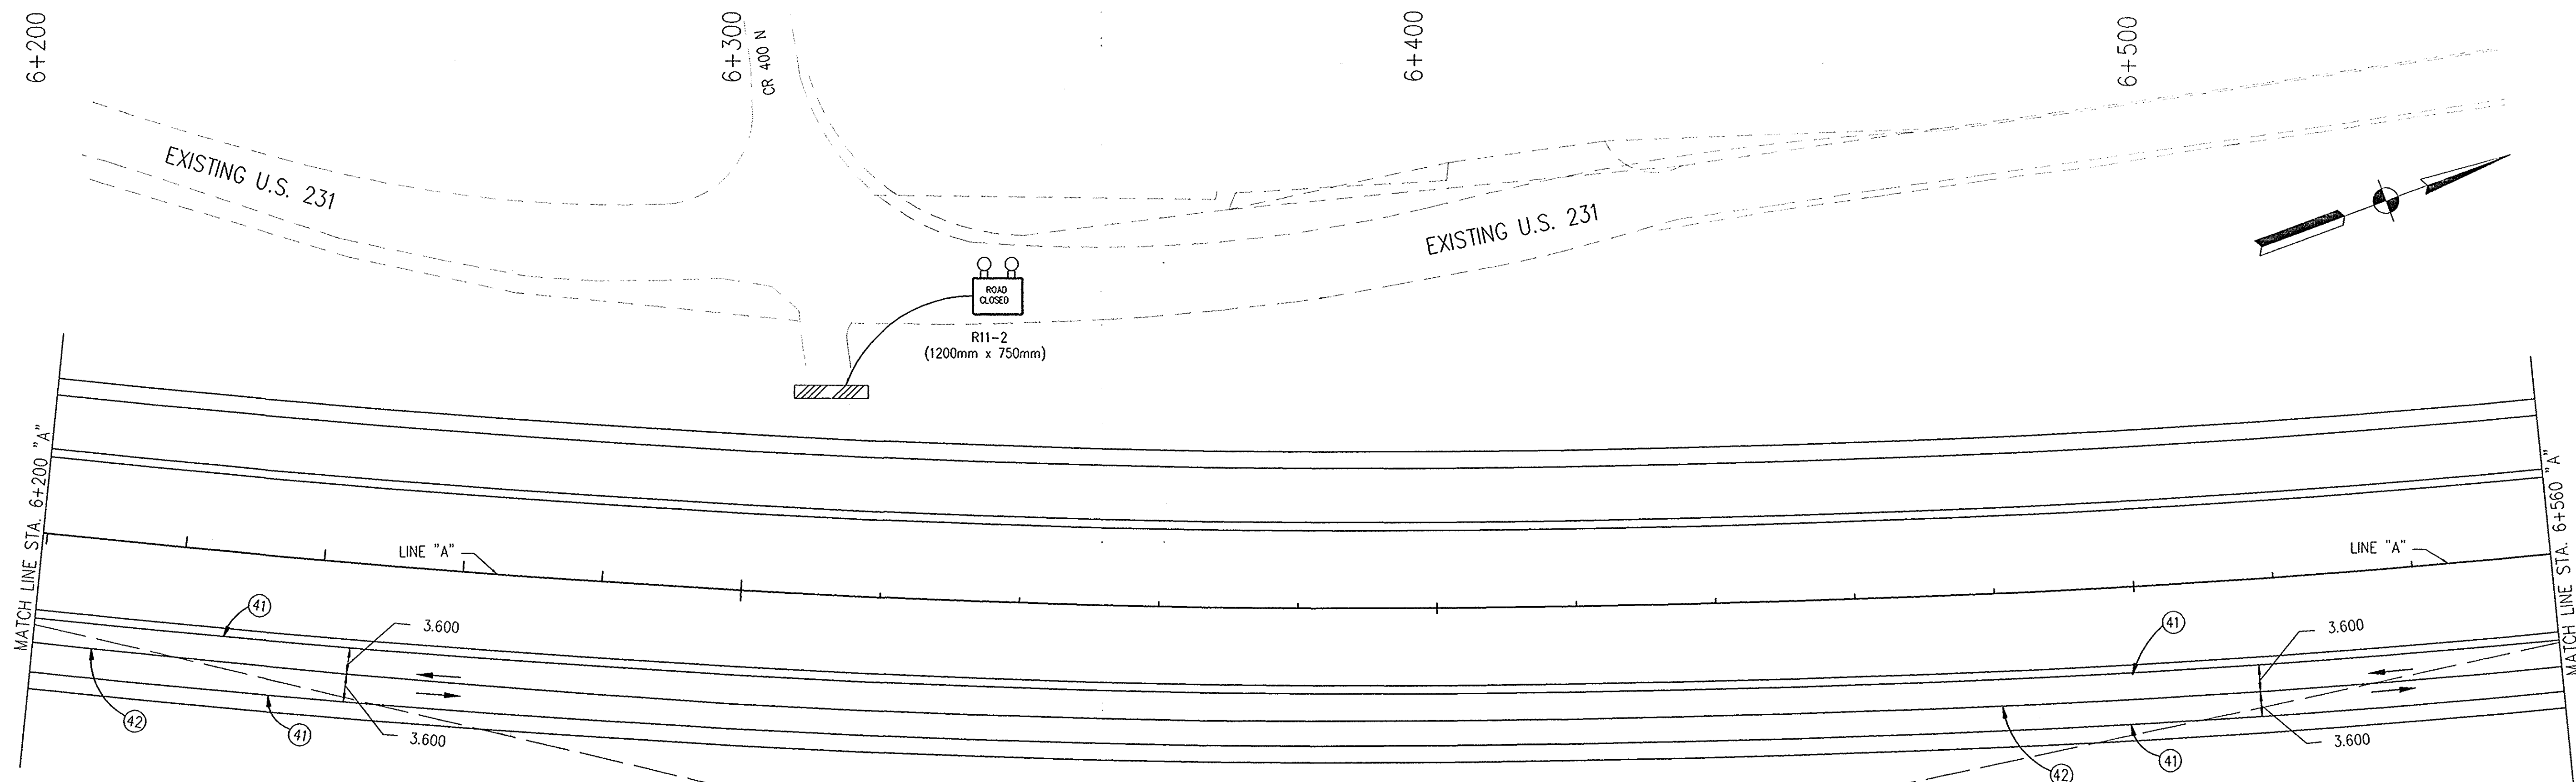 6+200
6+300
CR 400 N
6+400
6+500
EXISTING U.S. 231
EXISTING U.S. 231
ROAD
CLOSED
R11-2
(1200mm x 750mm)
MATCH LINE STA. 6+200 "A"
MATCH LINE STA. 6+560 "A"
LINE "A"
LINE "A"
41
3.600
41
3.600
42
41
3.600
42
41
3.600